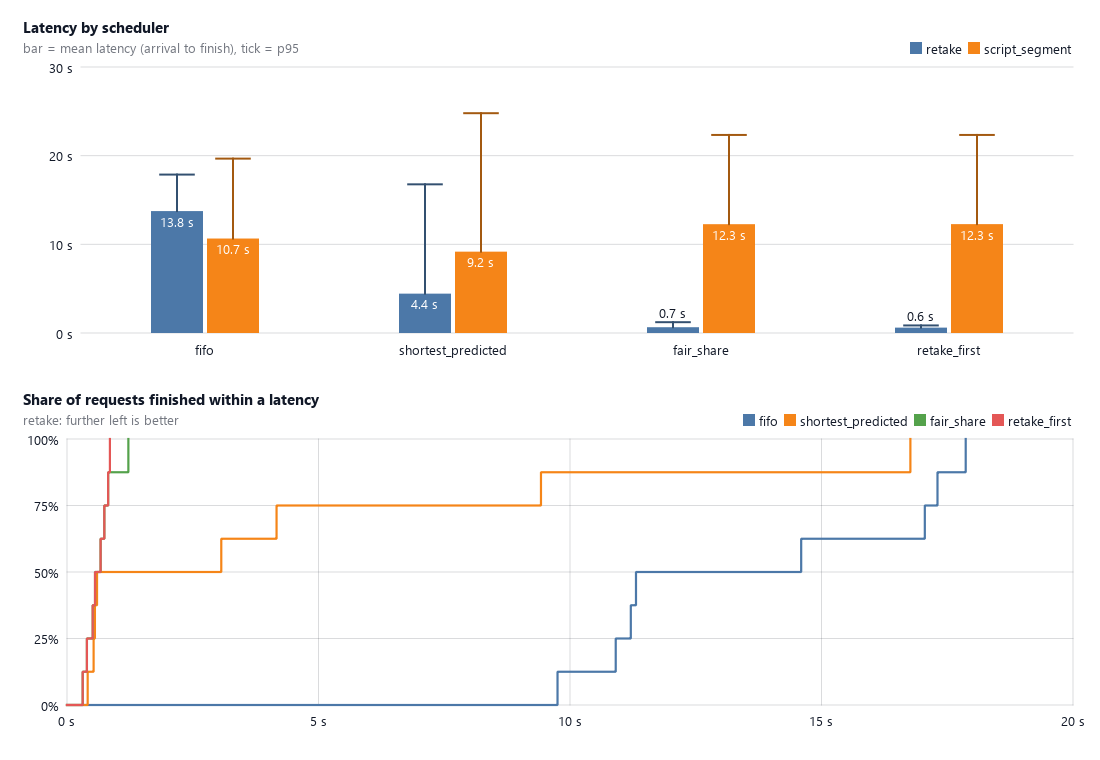 Latency by scheduler
bar = mean latency (arrival to finish), tick = p95
retake script_segment
30 s
20 s
10 s
0 s
13.8 s
10.7 s
4.4 s
9.2 s
0.7 s
12.3 s
0.6 s
12.3 s
fifo shortest_predicted fair_share retake_first
Share of requests finished within a latency
retake: further left is better
fifo shortest_predicted fair_share retake_first
100%
75%
50%
25%
0%
0 s 5 s 10 s 15 s 20 s